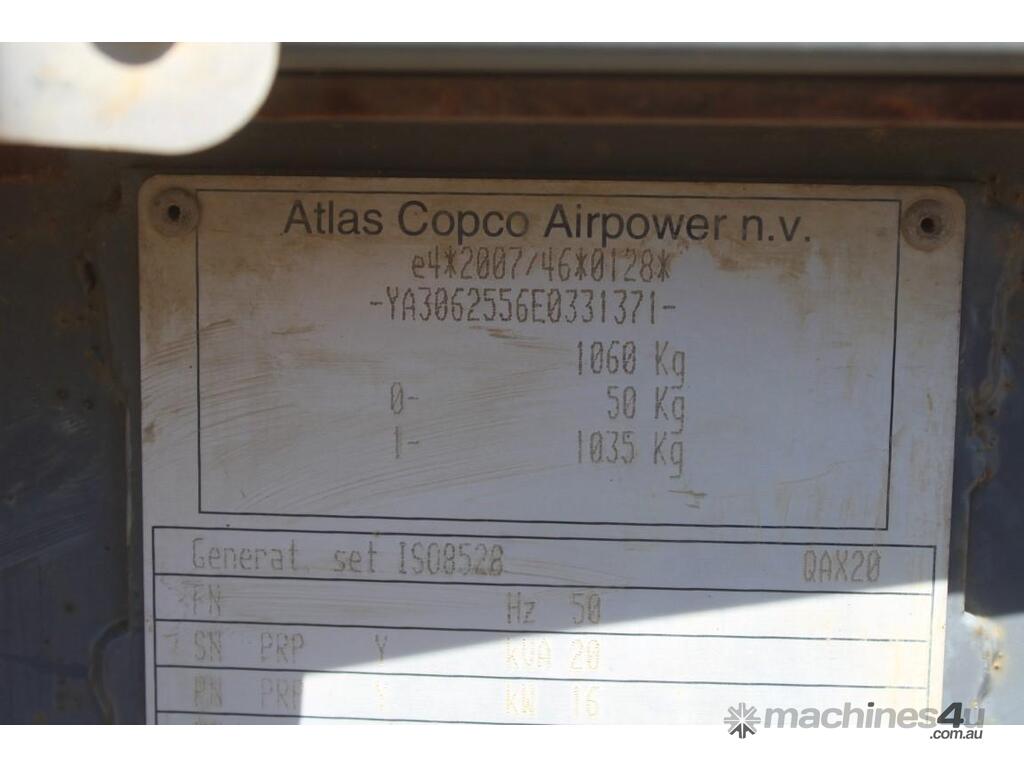 Atlas Copco Airpower n.v.
e4*2007/46*0128*
-YA3062556E0331371-
1060 Kg
0- 50 Kg
1- 1035 Kg
Generat. set ISO8528 QAX20
FN Hz 50
SN PRP Y kVA 20
PN PRP Y kW 16
machines4u
.com.au